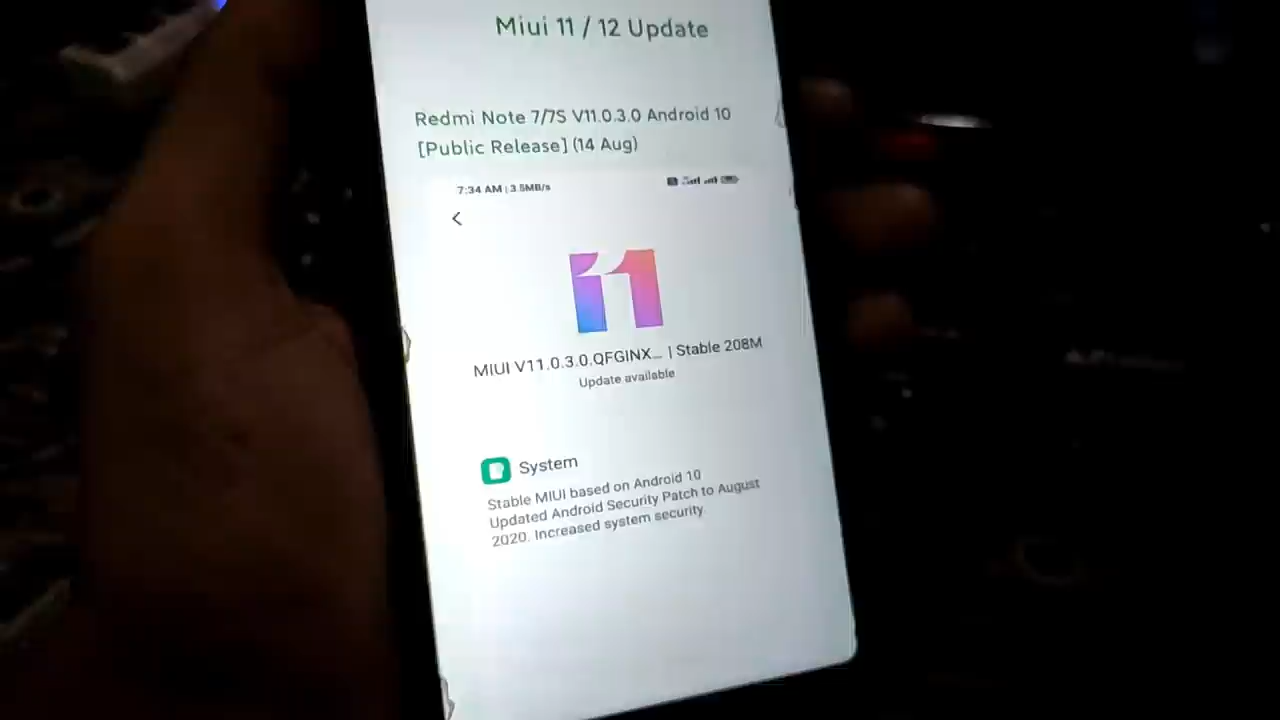 Miui 11 / 12 Update
Redmi Note 7/7S V11.0.3.0 Android 10
[Public Release] (14 Aug)
7:34 AM | 3.5MB/s
11
MIUI V11.0.3.0.QFGINX... | Stable 208M
Update available
System
Stable MIUI based on Android 10
Updated Android Security Patch to August
2020. Increased system security